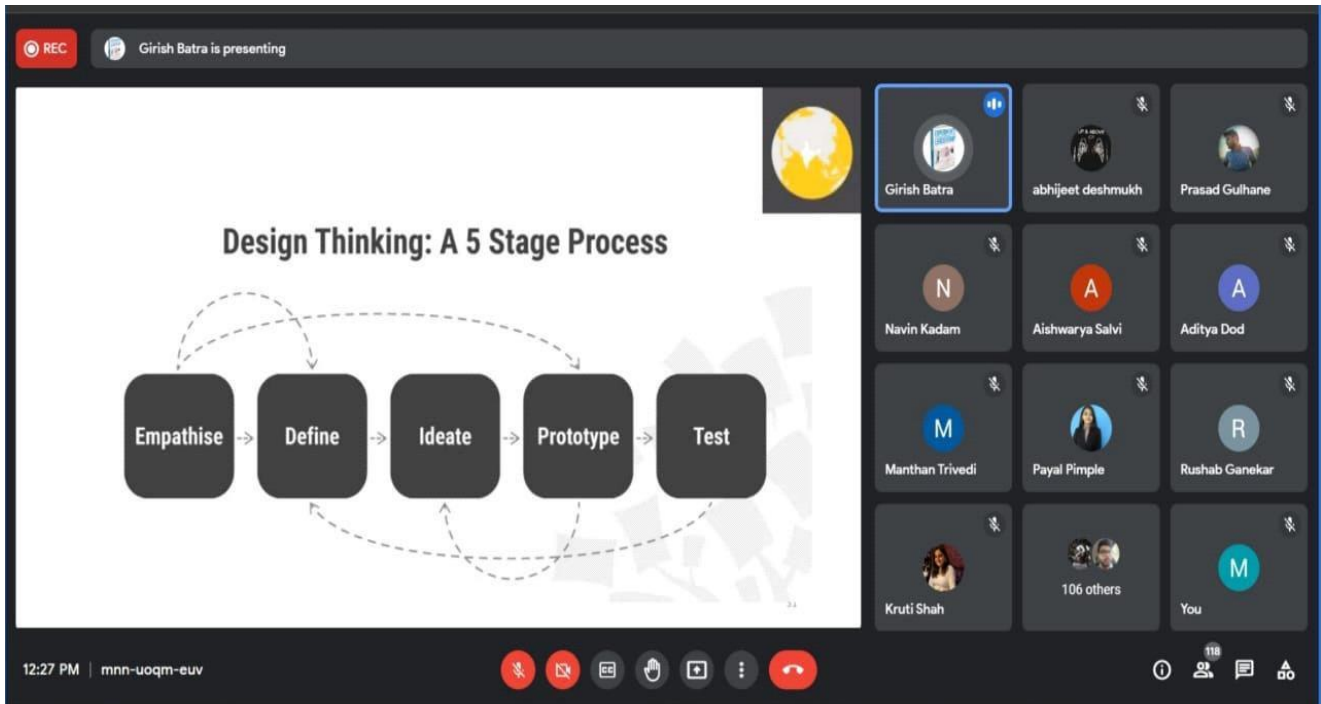 REC
Girish Batra is presenting
Design Thinking: A 5 Stage Process
Empathise
Define
Ideate
Prototype
Test
Girish Batra
abhijeet deshmukh
Prasad Gulhane
N
Navin Kadam
A
Aishwarya Salvi
A
Aditya Dod
M
Manthan Trivedi
Payal Pimple
R
Rushab Ganekar
Kruti Shah
106 others
M
You
12:27 PM | mnn-uoqm-euv
CC
118